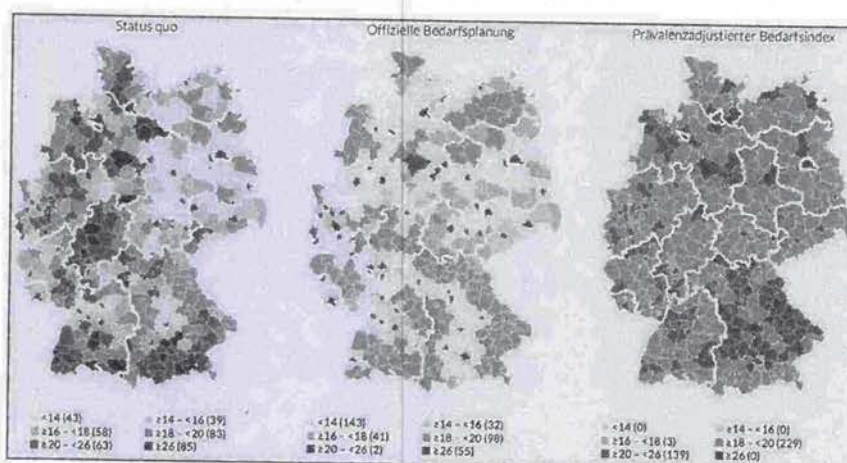 Status quo
Offizielle Bedarfsplanung
Prävalenzadjustierter Bedarfsindex
<14 (43)
≥14 – <16 (39)
≥16 – <18 (58)
≥18 – <20 (83)
≥20 – <26 (63)
≥26 (85)
<14 (143)
≥14 – <16 (32)
≥16 – <18 (41)
≥18 – <20 (98)
≥20 – <26 (2)
≥26 (55)
<14 (0)
≥14 – <16 (0)
≥16 – <18 (3)
≥18 – <20 (229)
≥20 – <26 (139)
≥26 (0)